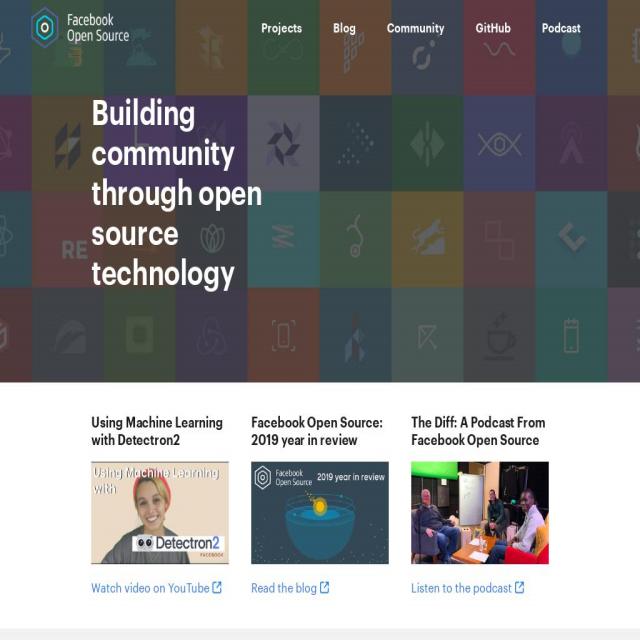 Facebook
Open Source
Projects
Blog
Community
GitHub
Podcast
Building
community
through open
source
technology
RE
Using Machine Learning
with Detectron2
Facebook Open Source:
2019 year in review
The Diff: A Podcast From
Facebook Open Source
Using Machine Learning
with
Detectron2
FACEBOOK
Facebook
Open Source
2019 year in review
Watch video on YouTube
Read the blog
Listen to the podcast